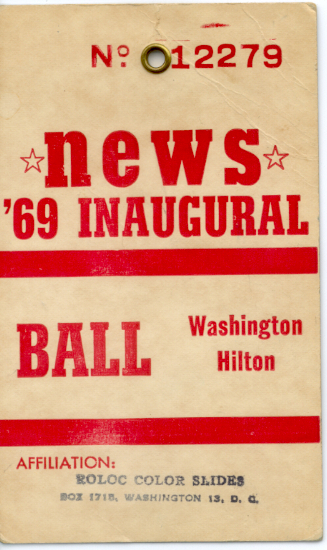 Nº 12279
☆news☆
'69 INAUGURAL
BALL
Washington
Hilton
AFFILIATION:
ROLOC COLOR SLIDES
BOX 1715, WASHINGTON 13, D. C.